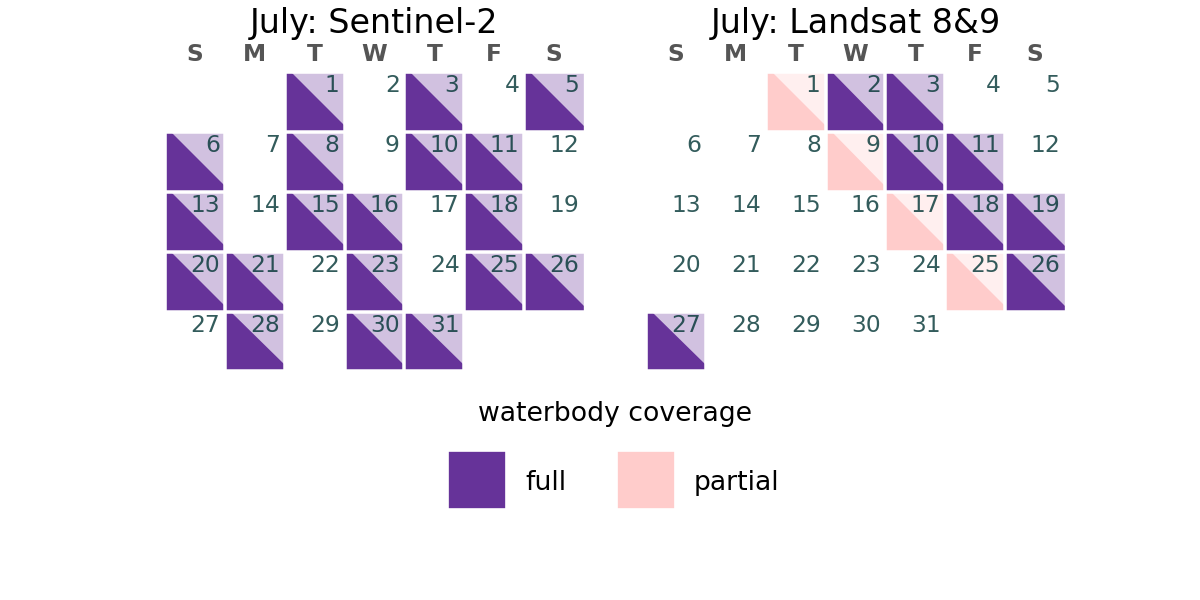 July: Sentinel-2
S M T W T F S
1 2 3 4 5
6 7 8 9 10 11 12
13 14 15 16 17 18 19
20 21 22 23 24 25 26
27 28 29 30 31
July: Landsat 8&9
S M T W T F S
1 2 3 4 5
6 7 8 9 10 11 12
13 14 15 16 17 18 19
20 21 22 23 24 25 26
27 28 29 30 31
waterbody coverage
full partial